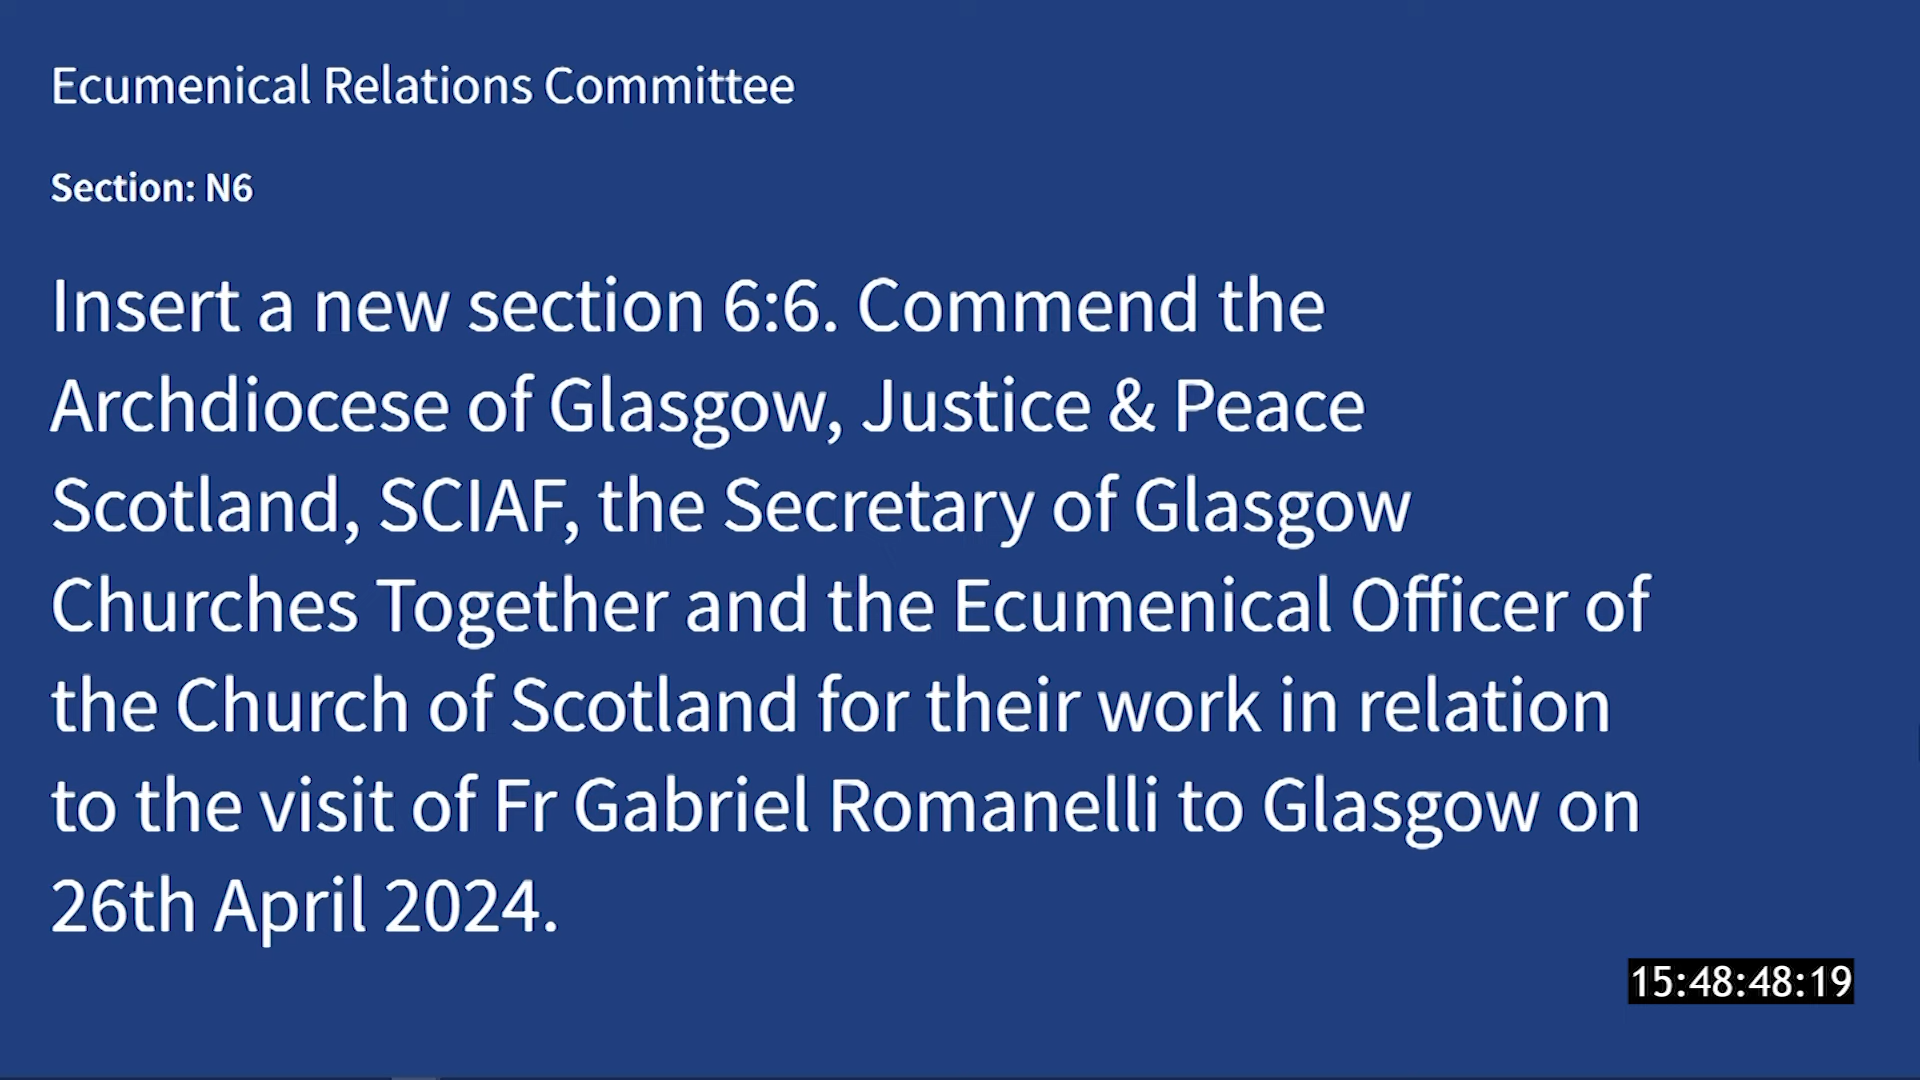 Ecumenical Relations Committee
Section: N6
Insert a new section 6:6. Commend the
Archdiocese of Glasgow, Justice & Peace
Scotland, SCIAF, the Secretary of Glasgow
Churches Together and the Ecumenical Officer of
the Church of Scotland for their work in relation
to the visit of Fr Gabriel Romanelli to Glasgow on
26th April 2024.
15:48:48:19